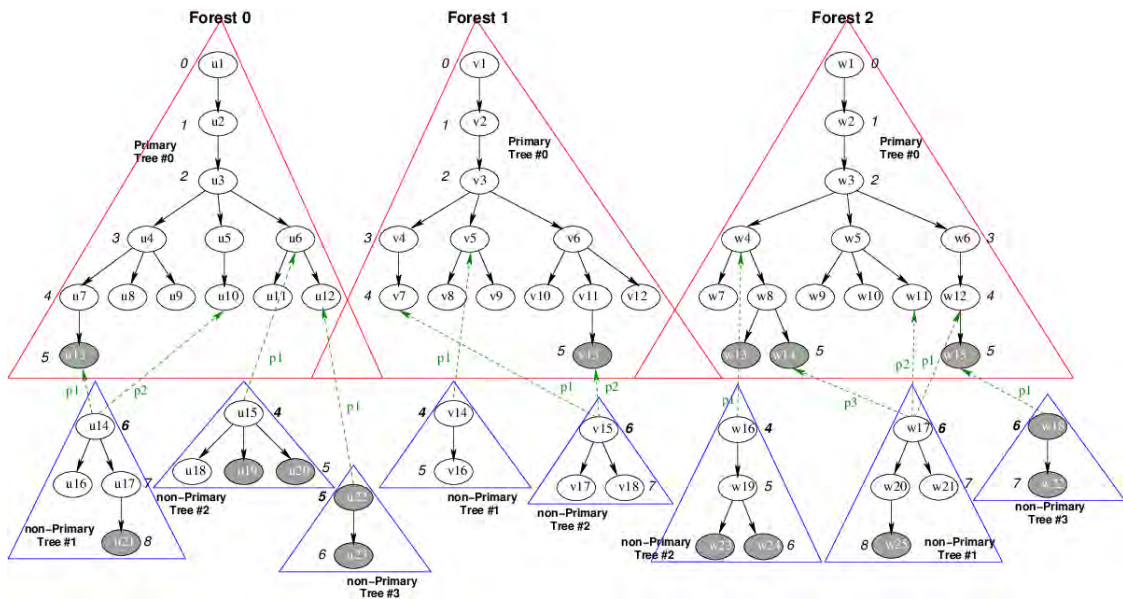 Forest 0 Forest 1 Forest 2
0 u1 0 v1 w1 0
1 u2 1 v2 w2 1
Primary
Tree #0
Primary
Tree #0
Primary
Tree #0
2 u3 2 v3 w3 2
3 u4 u5 u6 3 v4 v5 v6 w4 w5 w6 3
4 u7 u8 u9 u10 u11 u12 4 v7 v8 v9 v10 v11 v12 w7 w8 w9 w10 w11 w12 4
5 u13 v13 w13 w14 5 w15 5
p1 p2 p1 p1 p1 p2 p1 p3 p2 p1 p1
u14 6 u15 4 4 v14 v15 6 w16 4 w17 6 6 w18
u16 u17 7 u18 u19 u20 5 5 v16 v17 v18 7 w19 5 w20 w21 7 7 w22
5 u22
non-Primary
Tree #1
non-Primary
Tree #2
non-Primary
Tree #1
non-Primary
Tree #2
non-Primary
Tree #3
u21 8 6 u23 w23 w24 6 8 w25
non-Primary
Tree #3
non-Primary
Tree #2
non-Primary
Tree #1